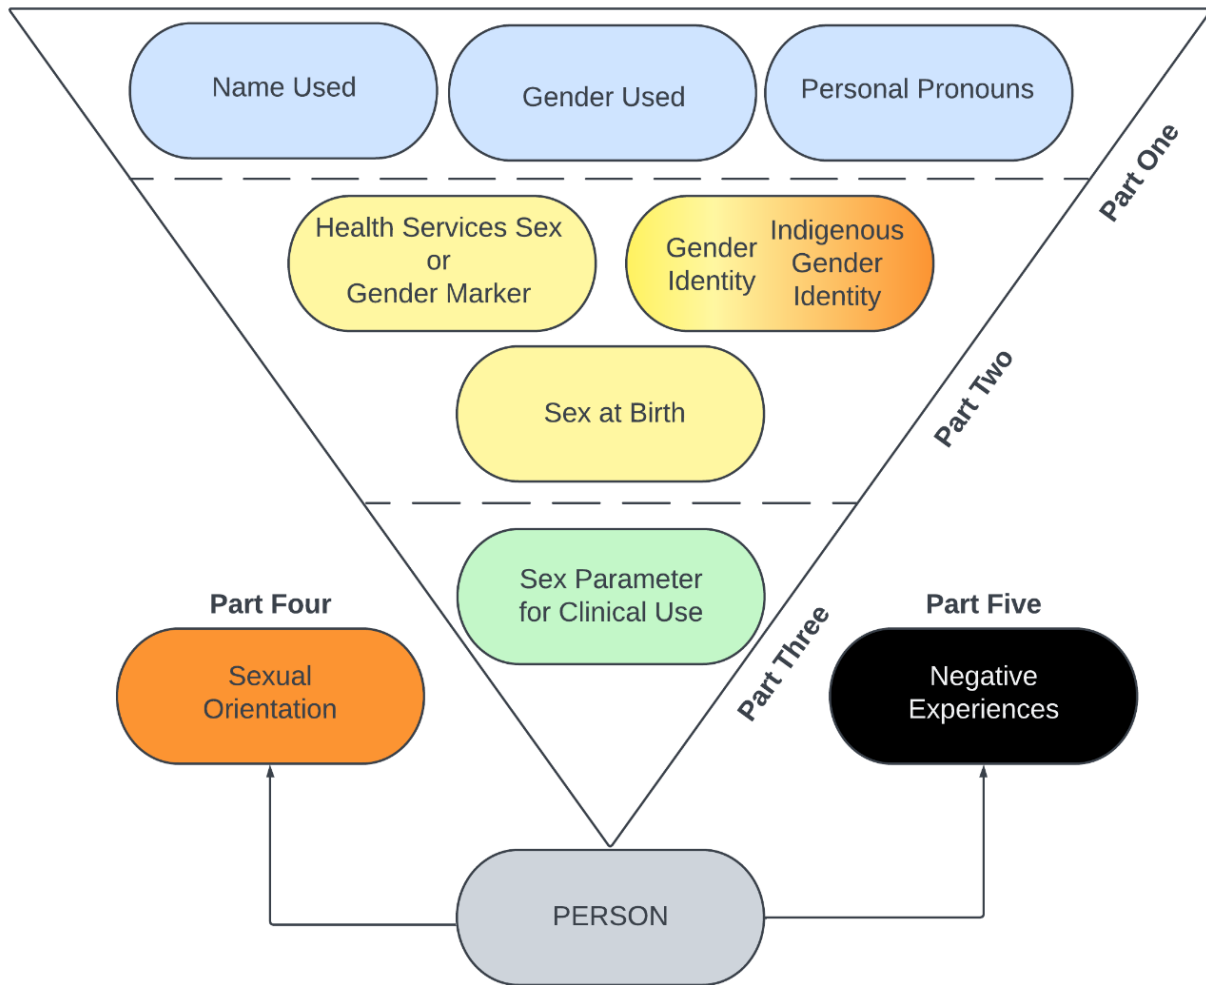 Name Used
Gender Used
Personal Pronouns
Part One
Health Services Sex
or
Gender Marker
Gender
Identity
Indigenous
Gender
Identity
Part Two
Sex at Birth
Sex Parameter
for Clinical Use
Part Three
Part Four
Sexual
Orientation
Part Five
Negative
Experiences
PERSON